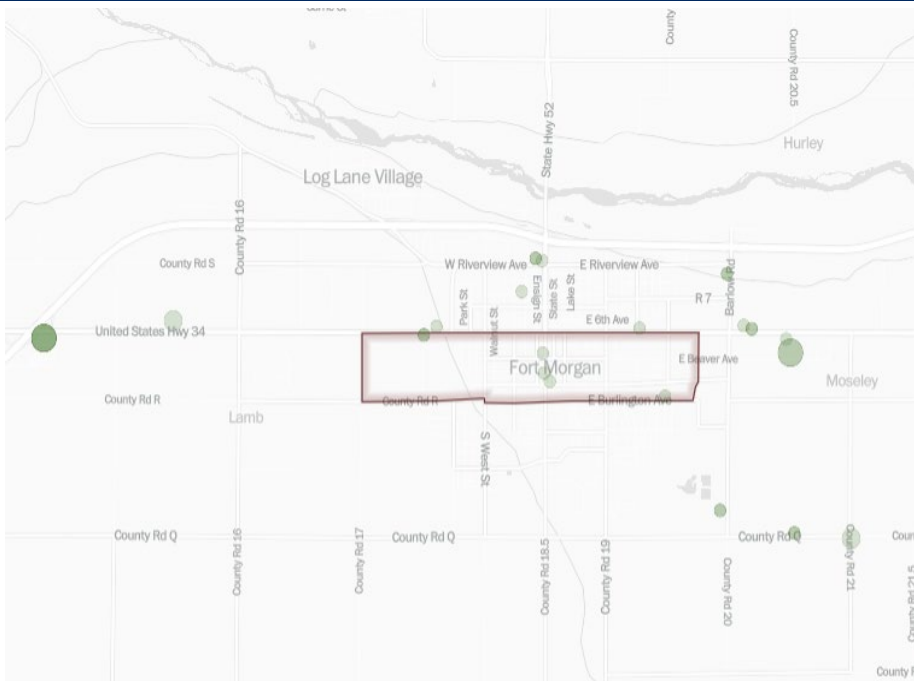 County
County Rd 20.5
State Hwy 52
Hurley
Log Lane Village
County Rd 16
County Rd S
W Riverview Ave
E Riverview Ave
Barlow Rd
Ensign St
State St
Lake St
Park St
R 7
Walnut St
E 6th Ave
United States Hwy 34
E Beaver Ave
Fort Morgan
Moseley
County Rd R
County Rd R
E Burlington Ave
Lamb
S West St
County Rd Q
County Rd Q
County Rd Q
Coun
County Rd 16
County Rd 17
County Rd 18.5
County Rd 19
County Rd 20
County Rd 21
County Rd 21.5
County F